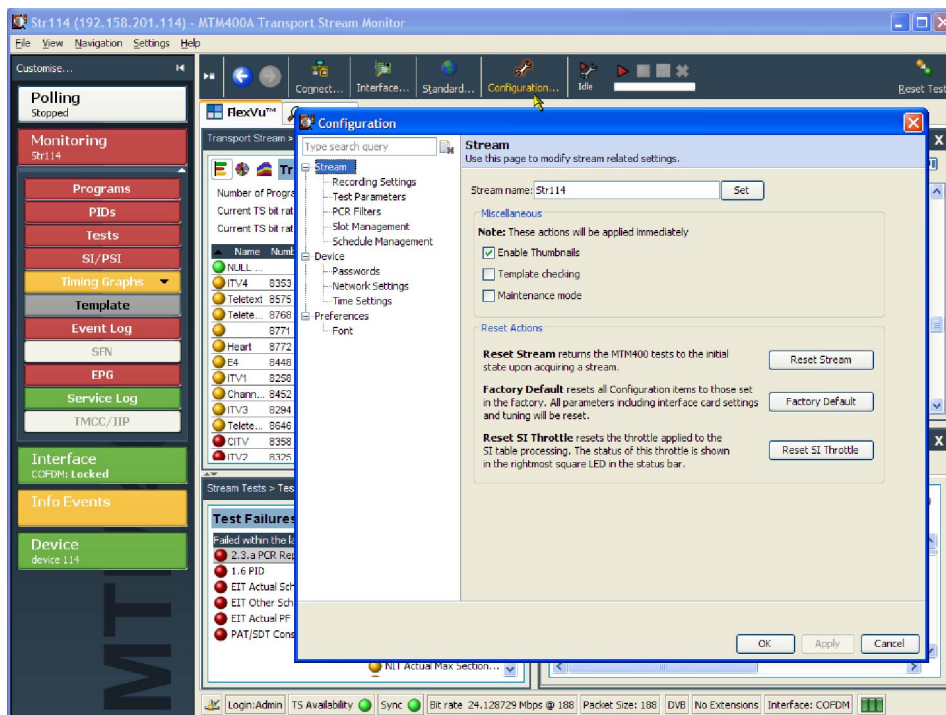 Str114 (192.158.201.114) - MTM400A Transport Stream Monitor
File View Navigation Settings Help
Customise...
Connect...
Interface...
Standard...
Configuration...
Idle
Reset Test
Polling
Stopped
Monitoring
Str114
Programs
PIDs
Tests
SI/PSI
Timing Graphs
Template
Event Log
SFN
EPG
Service Log
TMCC/IIP
Interface
COFDM: Locked
Info Events
Device
device 114
FlexVu™
Transport Stream >
Tr
Number of Progra
Current TS bit rat
Current TS bit rat
Name Numb
NULL ...
ITV4 8353
Teletext 8575
Telete... 8768
8771
Heart 8772
E4 8448
ITV1 8258
Chann... 8452
ITV3 8294
Telete... 8646
CITV 8358
ITV2 8325
Stream Tests > Tes
Test Failures
Failed within the la
2.3.a PCR Rep
1.6 PID
EIT Actual Sch
EIT Other Sch
EIT Actual PF
PAT/SDT Cons
NIT Actual Max Section...
Configuration
Type search query
Stream
Recording Settings
Test Parameters
PCR Filters
Slot Management
Schedule Management
Device
Passwords
Network Settings
Time Settings
Preferences
Font
Stream
Use this page to modify stream related settings.
Stream name: Str114 Set
Miscellaneous
Note: These actions will be applied immediately
Enable Thumbnails
Template checking
Maintenance mode
Reset Actions
Reset Stream returns the MTM400 tests to the initial
state upon acquiring a stream.
Reset Stream
Factory Default resets all Configuration items to those set
in the factory. All parameters including interface card settings
and tuning will be reset.
Factory Default
Reset SI Throttle resets the throttle applied to the
SI table processing. The status of this throttle is shown
in the rightmost square LED in the status bar.
Reset SI Throttle
OK Apply Cancel
Login:Admin TS Availability Sync Bit rate 24.128729 Mbps @ 188 Packet Size: 188 DVB No Extensions Interface: COFDM